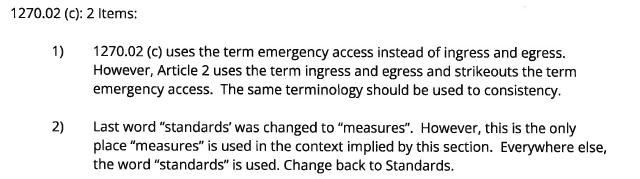 1270.02 (c): 2 Items:
1) 1270.02 (c) uses the term emergency access instead of ingress and egress.
However, Article 2 uses the term ingress and egress and strikeouts the term
emergency access. The same terminology should be used to consistency.
2) Last word “standards’ was changed to “measures”. However, this is the only
place “measures” is used in the context implied by this section. Everywhere else,
the word “standards” is used. Change back to Standards.